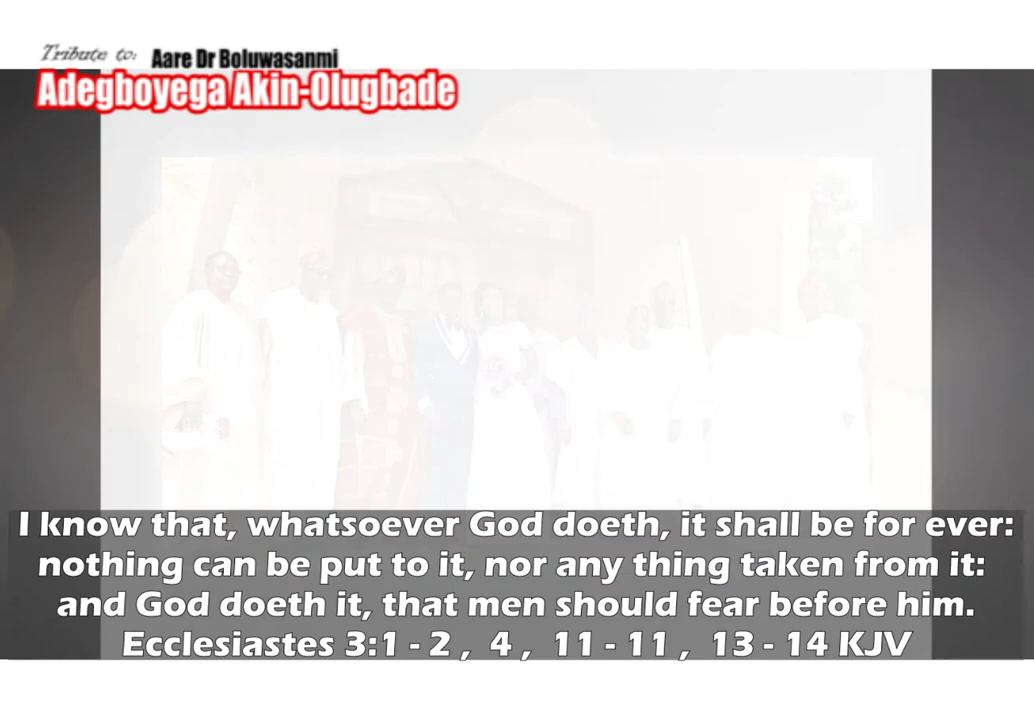 Tribute to: Aare Dr Boluwasanmi
Adegboyega Akin-Olugbade
I know that, whatsoever God doeth, it shall be for ever:
nothing can be put to it, nor any thing taken from it:
and God doeth it, that men should fear before him.
Ecclesiastes 3:1 - 2 , 4 , 11 - 11 , 13 - 14 KJV